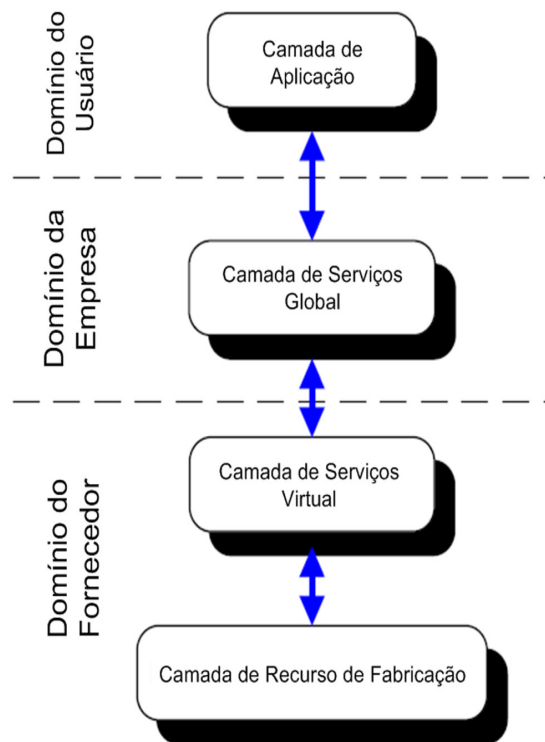 Domínio do
Usuário
Camada de
Aplicação
Domínio da
Empresa
Camada de Serviços
Global
Domínio do
Fornecedor
Camada de Serviços
Virtual
Camada de Recurso de Fabricação